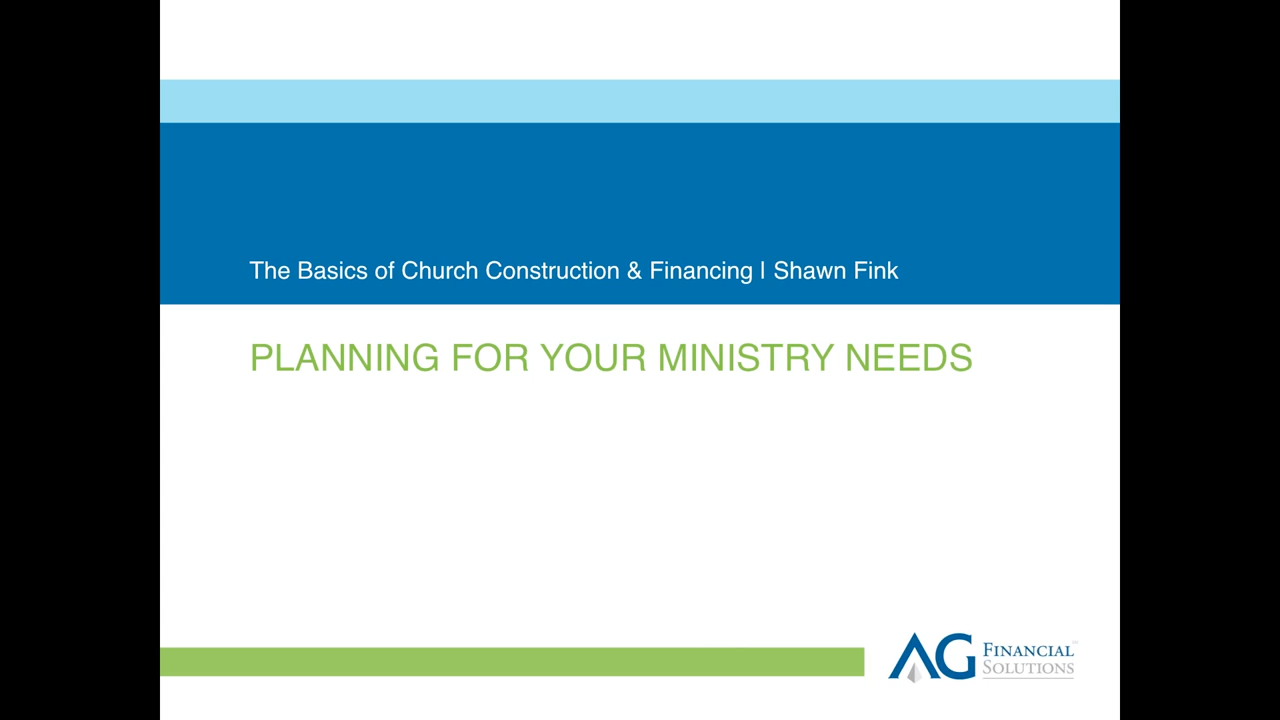 The Basics of Church Construction & Financing | Shawn Fink
PLANNING FOR YOUR MINISTRY NEEDS
AG FINANCIAL
SOLUTIONS